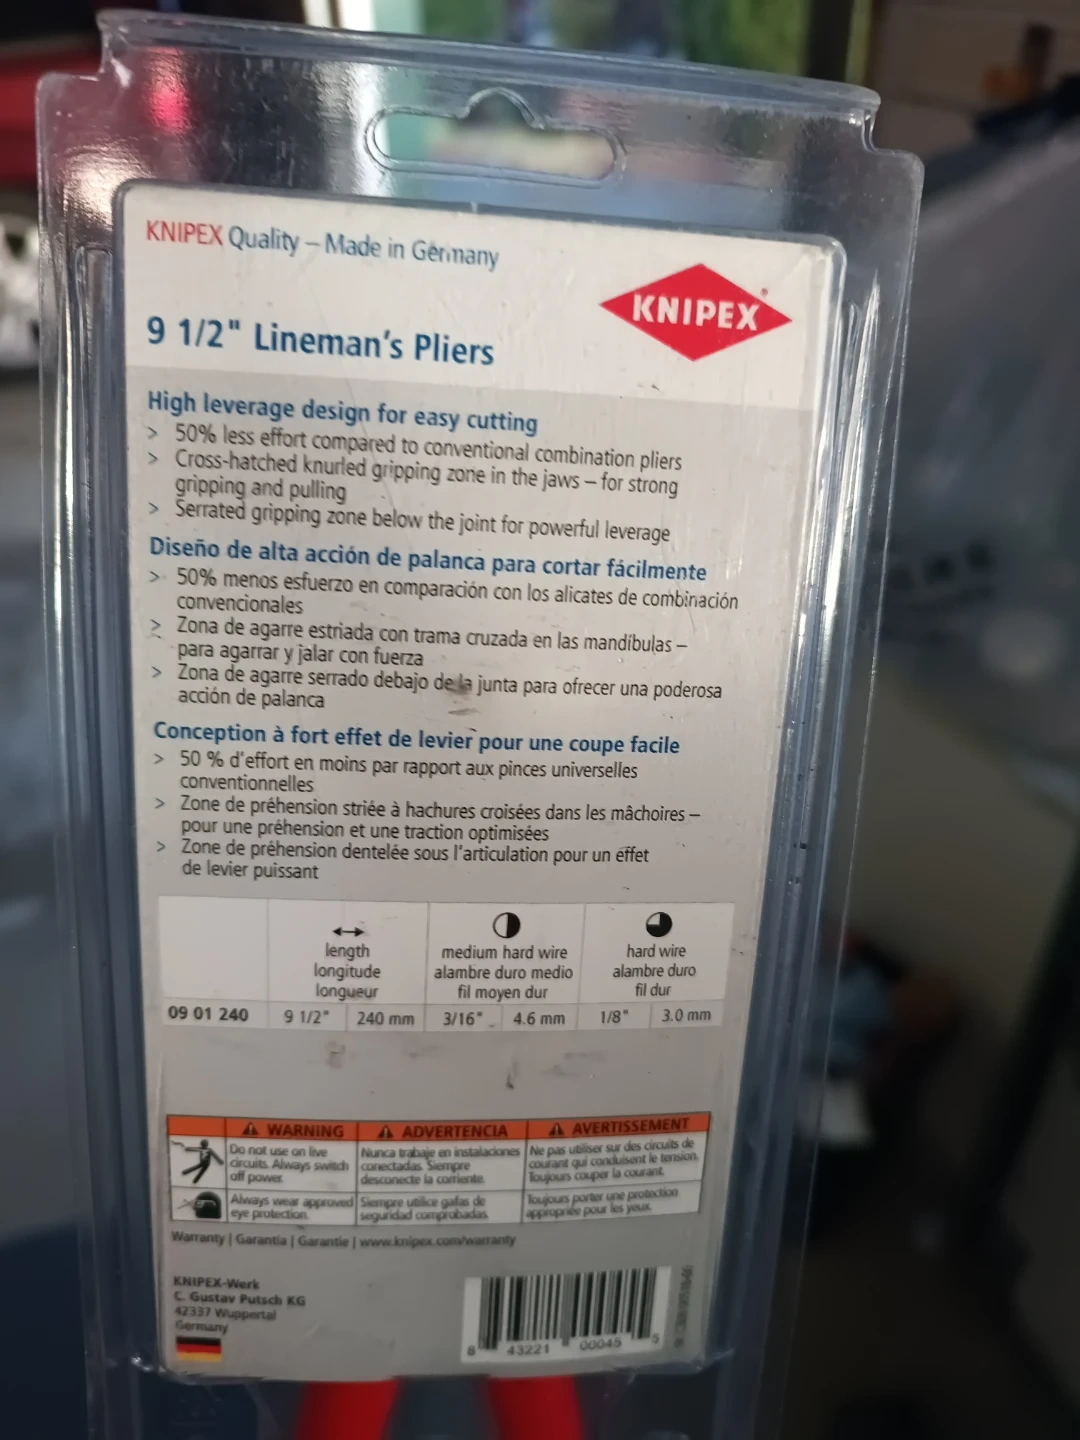 KNIPEX Quality – Made in Germany
KNIPEX®
9 1/2" Lineman's Pliers
High leverage design for easy cutting
> 50% less effort compared to conventional combination pliers
> Cross-hatched knurled gripping zone in the jaws – for strong
gripping and pulling
> Serrated gripping zone below the joint for powerful leverage
Diseño de alta acción de palanca para cortar fácilmente
> 50% menos esfuerzo en comparación con los alicates de combinación
convencionales
> Zona de agarre estriada con trama cruzada en las mandíbulas –
para agarrar y jalar con fuerza
> Zona de agarre serrado debajo de la junta para ofrecer una poderosa
acción de palanca
Conception à fort effet de levier pour une coupe facile
> 50 % d'effort en moins par rapport aux pinces universelles
conventionnelles
> Zone de préhension striée à hachures croisées dans les mâchoires –
pour une préhension et une traction optimisées
> Zone de préhension dentelée sous l'articulation pour un effet
de levier puissant
length
longitude
longueur
medium hard wire
alambre duro medio
fil moyen dur
hard wire
alambre duro
fil dur
09 01 240 9 1/2" 240 mm 3/16" 4.6 mm 1/8" 3.0 mm
WARNING ADVERTENCIA AVERTISSEMENT
Do not use on live
circuits. Always switch
off power.
Nunca trabaje en instalaciones
conectadas. Siempre
desconecte la corriente.
Ne pas utiliser sur des circuits de
courant qui conduisent le tension.
Toujours couper la courant.
Always wear approved
eye protection.
Siempre utilice gafas de
seguridad comprobadas.
Toujours porter une protection
appropriée pour les yeux.
Warranty | Garantia | Garantie | www.knipex.com/warranty
KNIPEX-Werk
C. Gustav Putsch KG
42337 Wuppertal
Germany
8 43221 00045 5